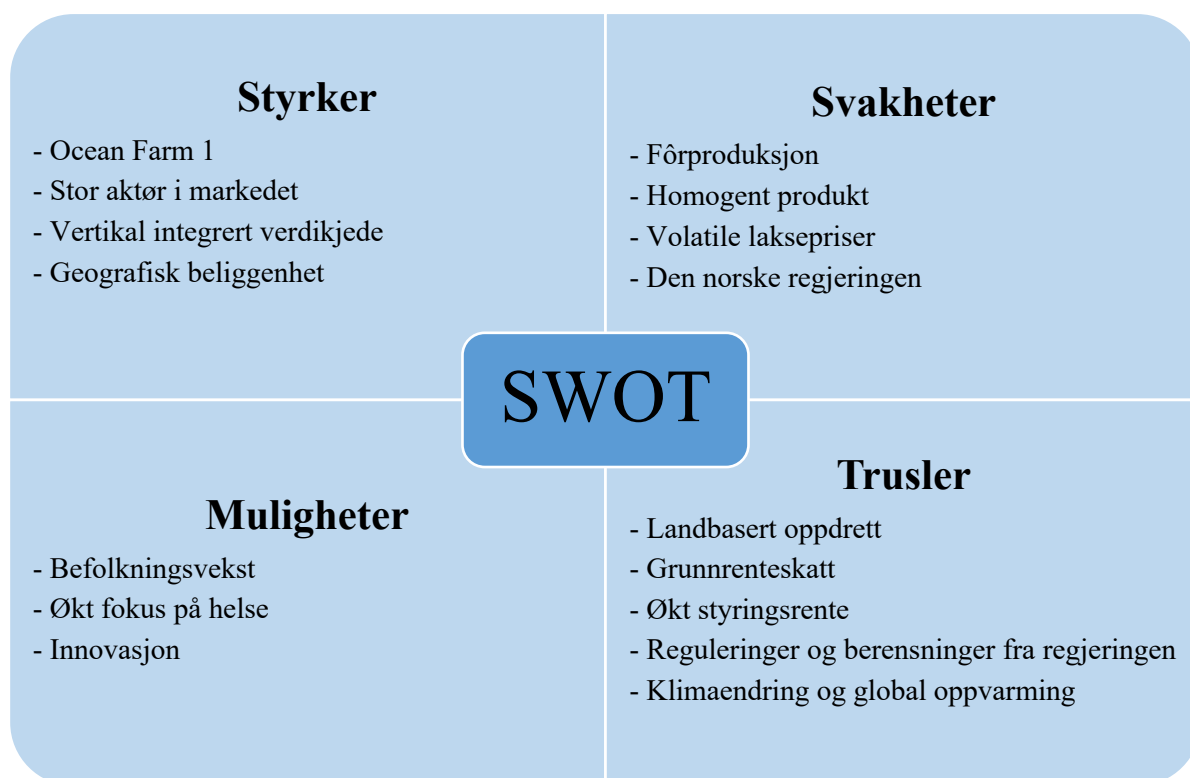 Styrker
- Ocean Farm 1
- Stor aktør i markedet
- Vertikal integrert verdikjede
- Geografisk beliggenhet
Svakheter
- Fôrproduksjon
- Homogent produkt
- Volatile laksepriser
- Den norske regjeringen
SWOT
Muligheter
- Befolkningsvekst
- Økt fokus på helse
- Innovasjon
Trusler
- Landbasert oppdrett
- Grunnrenteskatt
- Økt styringsrente
- Reguleringer og berensninger fra regjeringen
- Klimaendring og global oppvarming